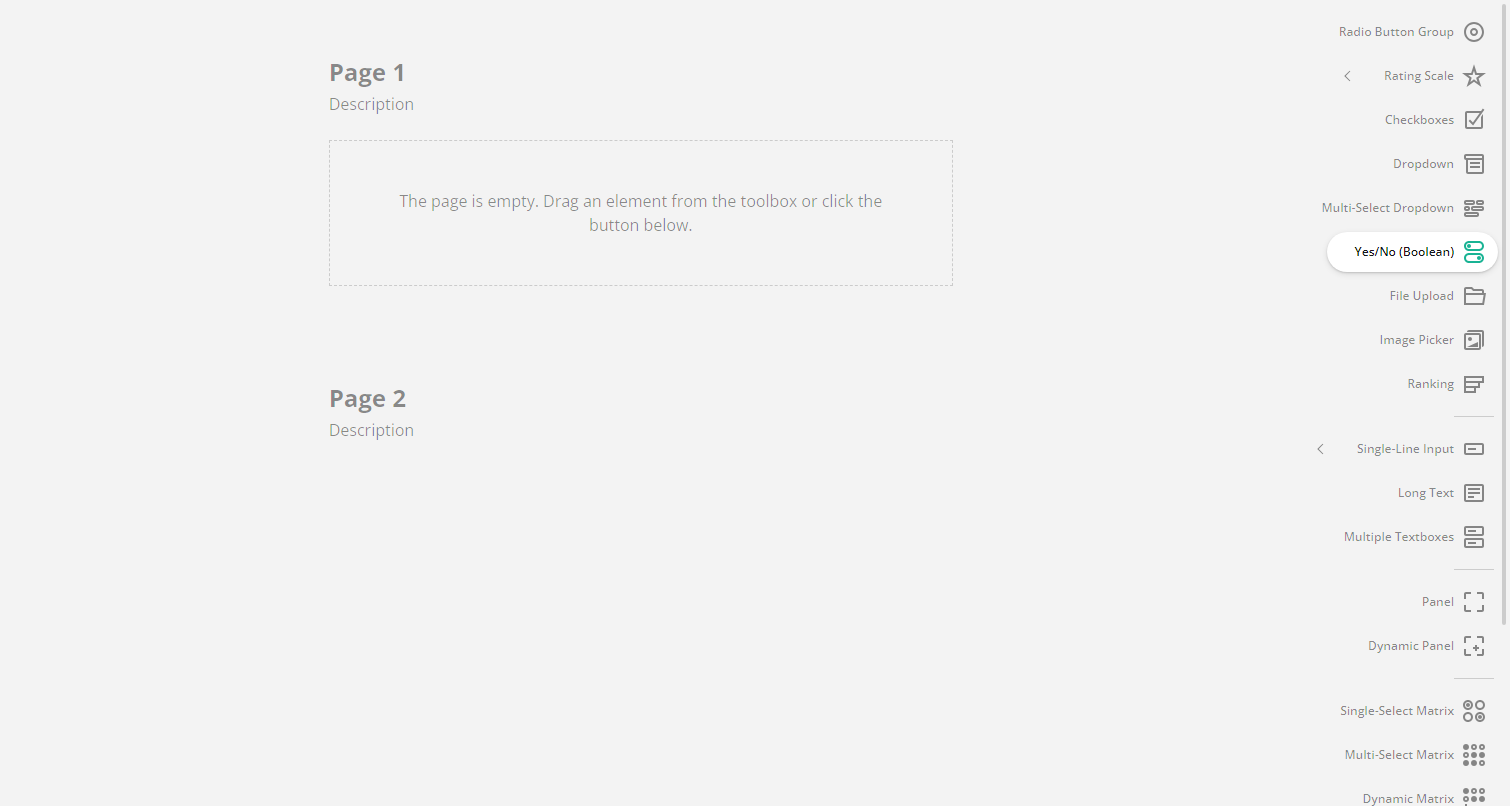 Page 1
Description
The page is empty. Drag an element from the toolbox or click the
button below.
Page 2
Description
Radio Button Group
Rating Scale
Checkboxes
Dropdown
Multi-Select Dropdown
Yes/No (Boolean)
File Upload
Image Picker
Ranking
Single-Line Input
Long Text
Multiple Textboxes
Panel
Dynamic Panel
Single-Select Matrix
Multi-Select Matrix
Dynamic Matrix